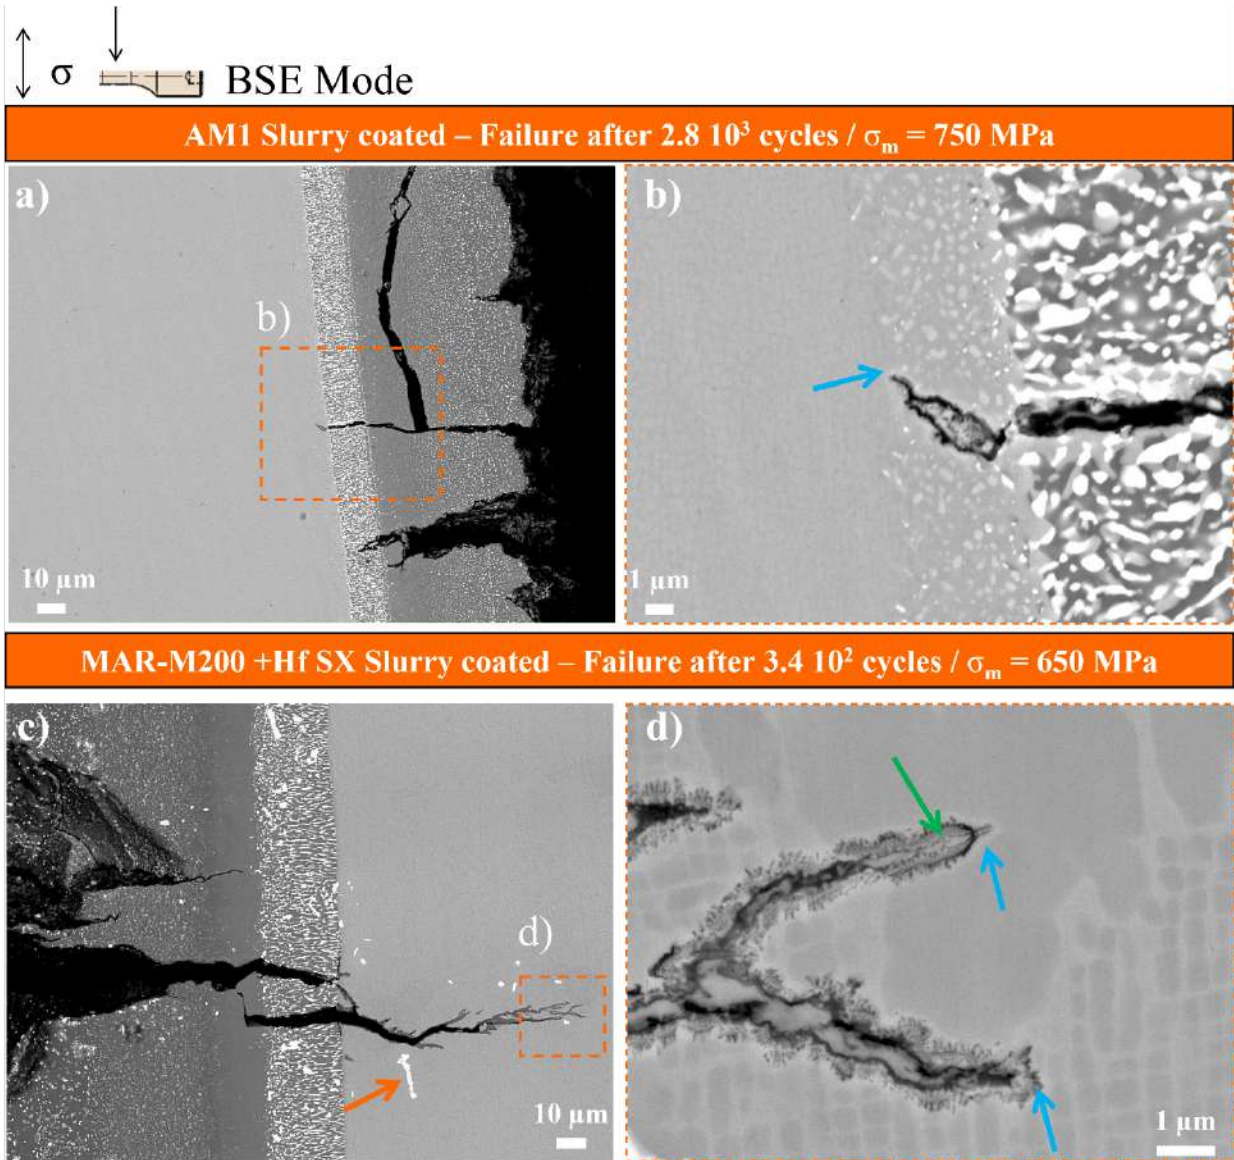 σ BSE Mode
AM1 Slurry coated – Failure after 2.8 10³ cycles / σₘ = 750 MPa
a)
b)
b)
10 µm
1 µm
MAR-M200 +Hf SX Slurry coated – Failure after 3.4 10² cycles / σₘ = 650 MPa
c)
d)
d)
10 µm
1 µm